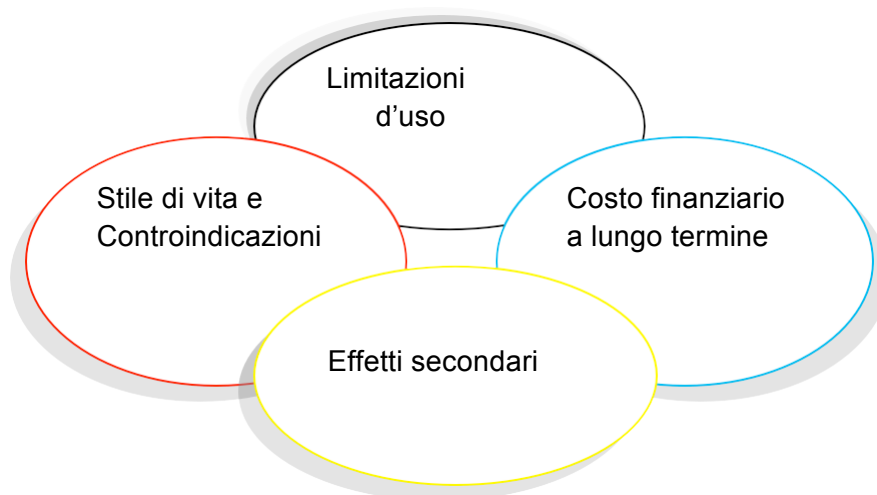 Limitazioni
d’uso
Stile di vita e
Controindicazioni
Costo finanziario
a lungo termine
Effetti secondari